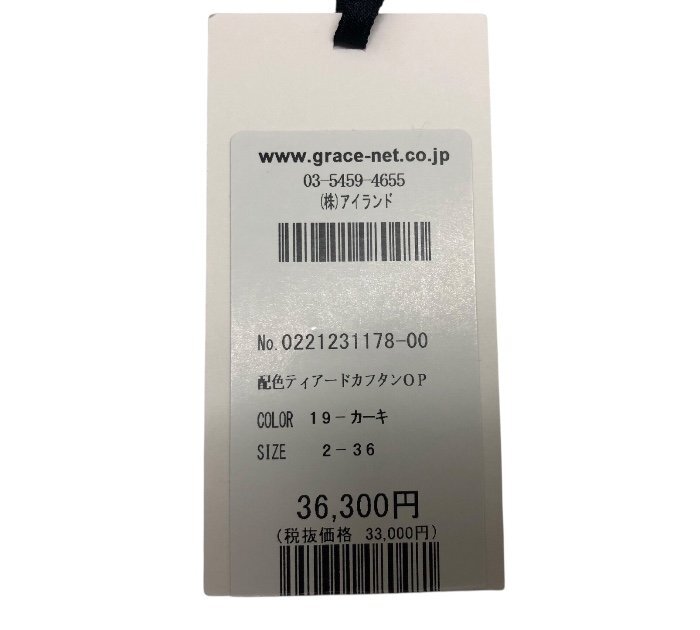 www.grace-net.co.jp
03-5459-4655
(株)アイランド
No.0221231178-00
配色ティアードカフタンOP
COLOR 19-カーキ
SIZE 2-36
36,300円
(税抜価格 33,000円)